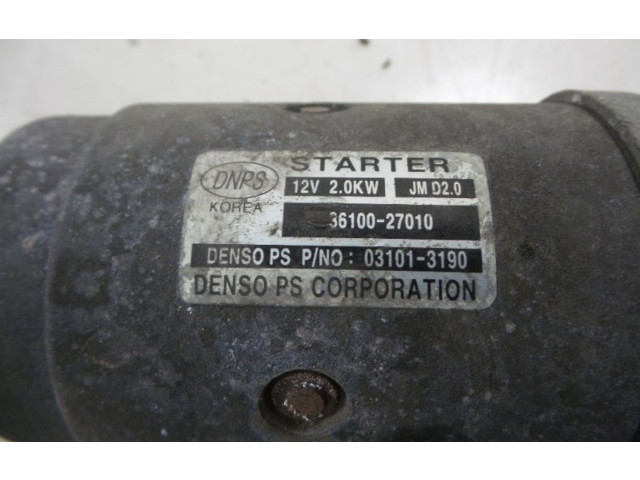 STARTER
DNPS
12V 2.0KW JM D2.0
KOREA
36100-27010
DENSO PS P/NO: 03101-3190
DENSO PS CORPORATION